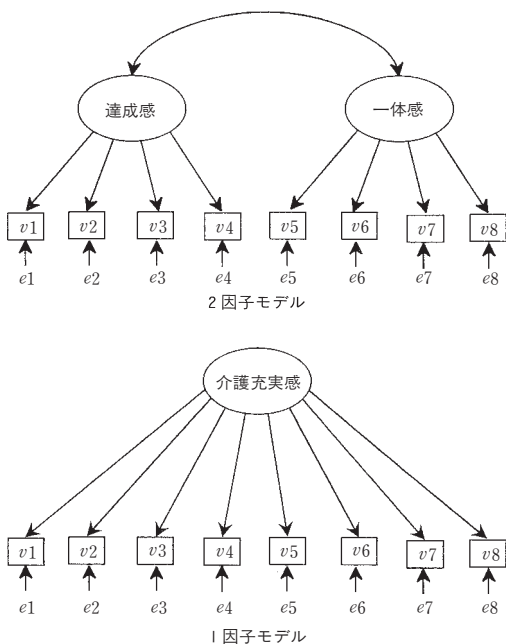 達成感 一体感
v1 v2 v3 v4 v5 v6 v7 v8
e1 e2 e3 e4 e5 e6 e7 e8
2因子モデル
介護充実感
v1 v2 v3 v4 v5 v6 v7 v8
e1 e2 e3 e4 e5 e6 e7 e8
1因子モデル